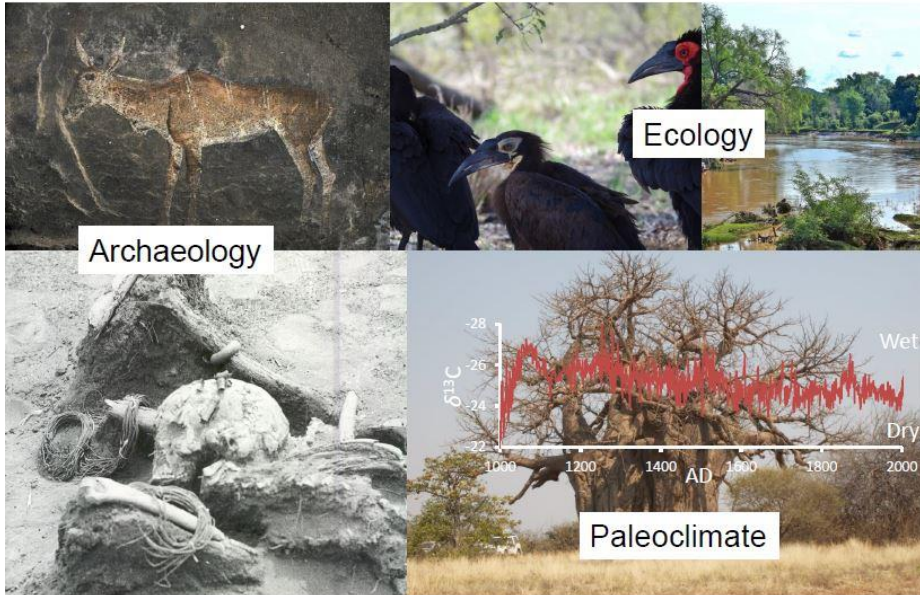 Ecology
Archaeology
-28
Wet
-26
δ¹³C
-24
Dry
-22
1000
1200
1400
1600
1800
2000
AD
Paleoclimate